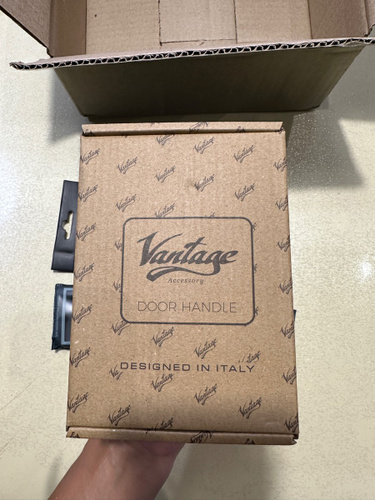 Vantage
Accessory
DOOR HANDLE
DESIGNED IN ITALY